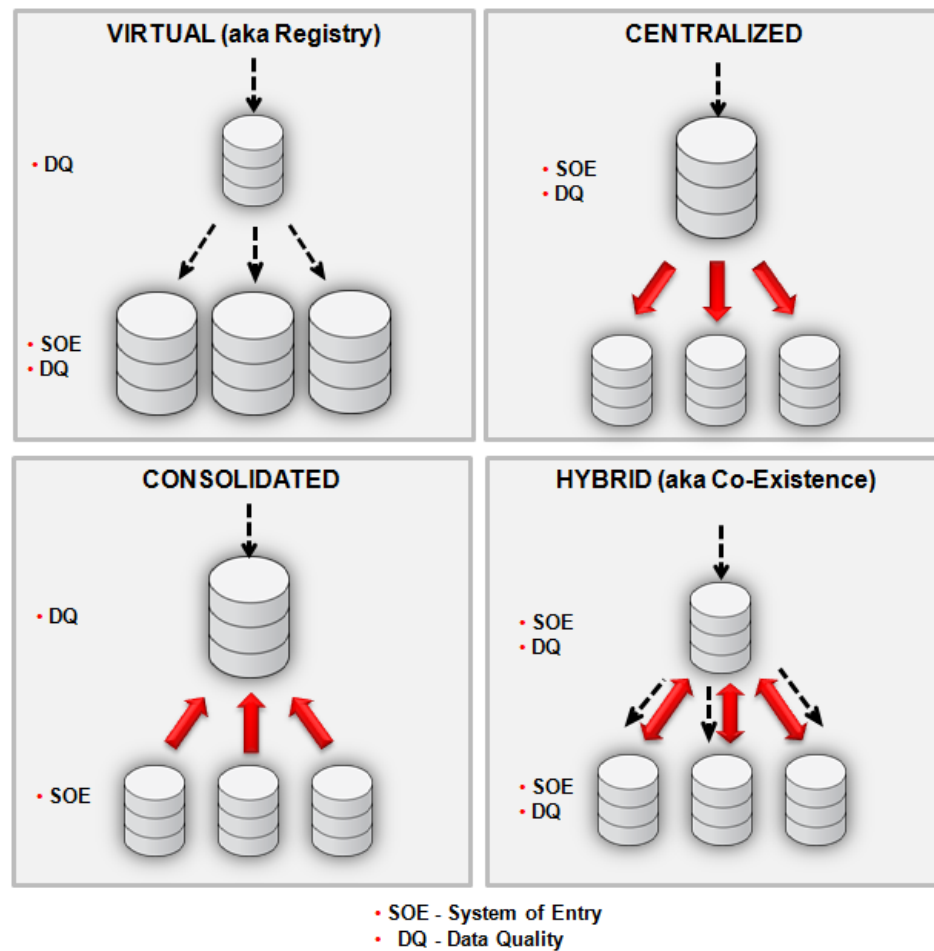 VIRTUAL (aka Registry)
• DQ
• SOE
• DQ
CENTRALIZED
• SOE
• DQ
CONSOLIDATED
• DQ
• SOE
HYBRID (aka Co-Existence)
• SOE
• DQ
• SOE
• DQ
• SOE - System of Entry
• DQ - Data Quality